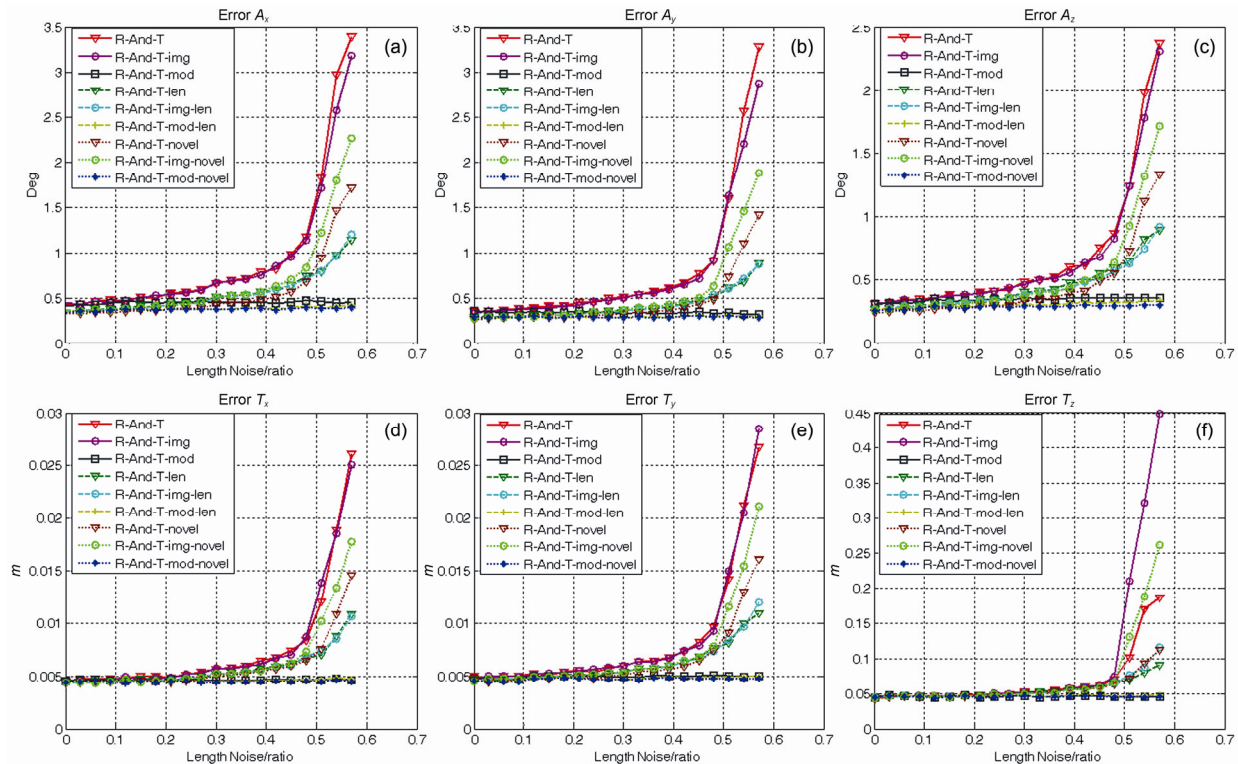 Error Ax
3.5
3
2.5
2
1.5
1
0.5
0
Deg
R-And-T
R-And-T-img
R-And-T-mod
R-And-T-len
R-And-T-img-len
R-And-T-mod-len
R-And-T-novel
R-And-T-img-novel
R-And-T-mod-novel
(a)
0 0.1 0.2 0.3 0.4 0.5 0.6 0.7
Length Noise/ratio
Error Ay
3.5
3
2.5
2
1.5
1
0.5
0
Deg
R-And-T
R-And-T-img
R-And-T-mod
R-And-T-len
R-And-T-img-len
R-And-T-mod-len
R-And-T-novel
R-And-T-img-novel
R-And-T-mod-novel
(b)
0 0.1 0.2 0.3 0.4 0.5 0.6 0.7
Length Noise/ratio
Error Az
2.5
2
1.5
1
0.5
0
Deg
R-And-T
R-And-T-img
R-And-T-mod
R-And-T-len
R-And-T-img-len
R-And-T-mod-len
R-And-T-novel
R-And-T-img-novel
R-And-T-mod-novel
(c)
0 0.1 0.2 0.3 0.4 0.5 0.6 0.7
Length Noise/ratio
Error Tx
0.03
0.025
0.02
0.015
0.01
0.005
0
m
R-And-T
R-And-T-img
R-And-T-mod
R-And-T-len
R-And-T-img-len
R-And-T-mod-len
R-And-T-novel
R-And-T-img-novel
R-And-T-mod-novel
(d)
0 0.1 0.2 0.3 0.4 0.5 0.6 0.7
Length Noise/ratio
Error Ty
0.03
0.025
0.02
0.015
0.01
0.005
0
m
R-And-T
R-And-T-img
R-And-T-mod
R-And-T-len
R-And-T-img-len
R-And-T-mod-len
R-And-T-novel
R-And-T-img-novel
R-And-T-mod-novel
(e)
0 0.1 0.2 0.3 0.4 0.5 0.6 0.7
Length Noise/ratio
Error Tz
0.45
0.4
0.35
0.3
0.25
0.2
0.15
0.1
0.05
0
m
R-And-T
R-And-T-img
R-And-T-mod
R-And-T-len
R-And-T-img-len
R-And-T-mod-len
R-And-T-novel
R-And-T-img-novel
R-And-T-mod-novel
(f)
0 0.1 0.2 0.3 0.4 0.5 0.6 0.7
Length Noise/ratio